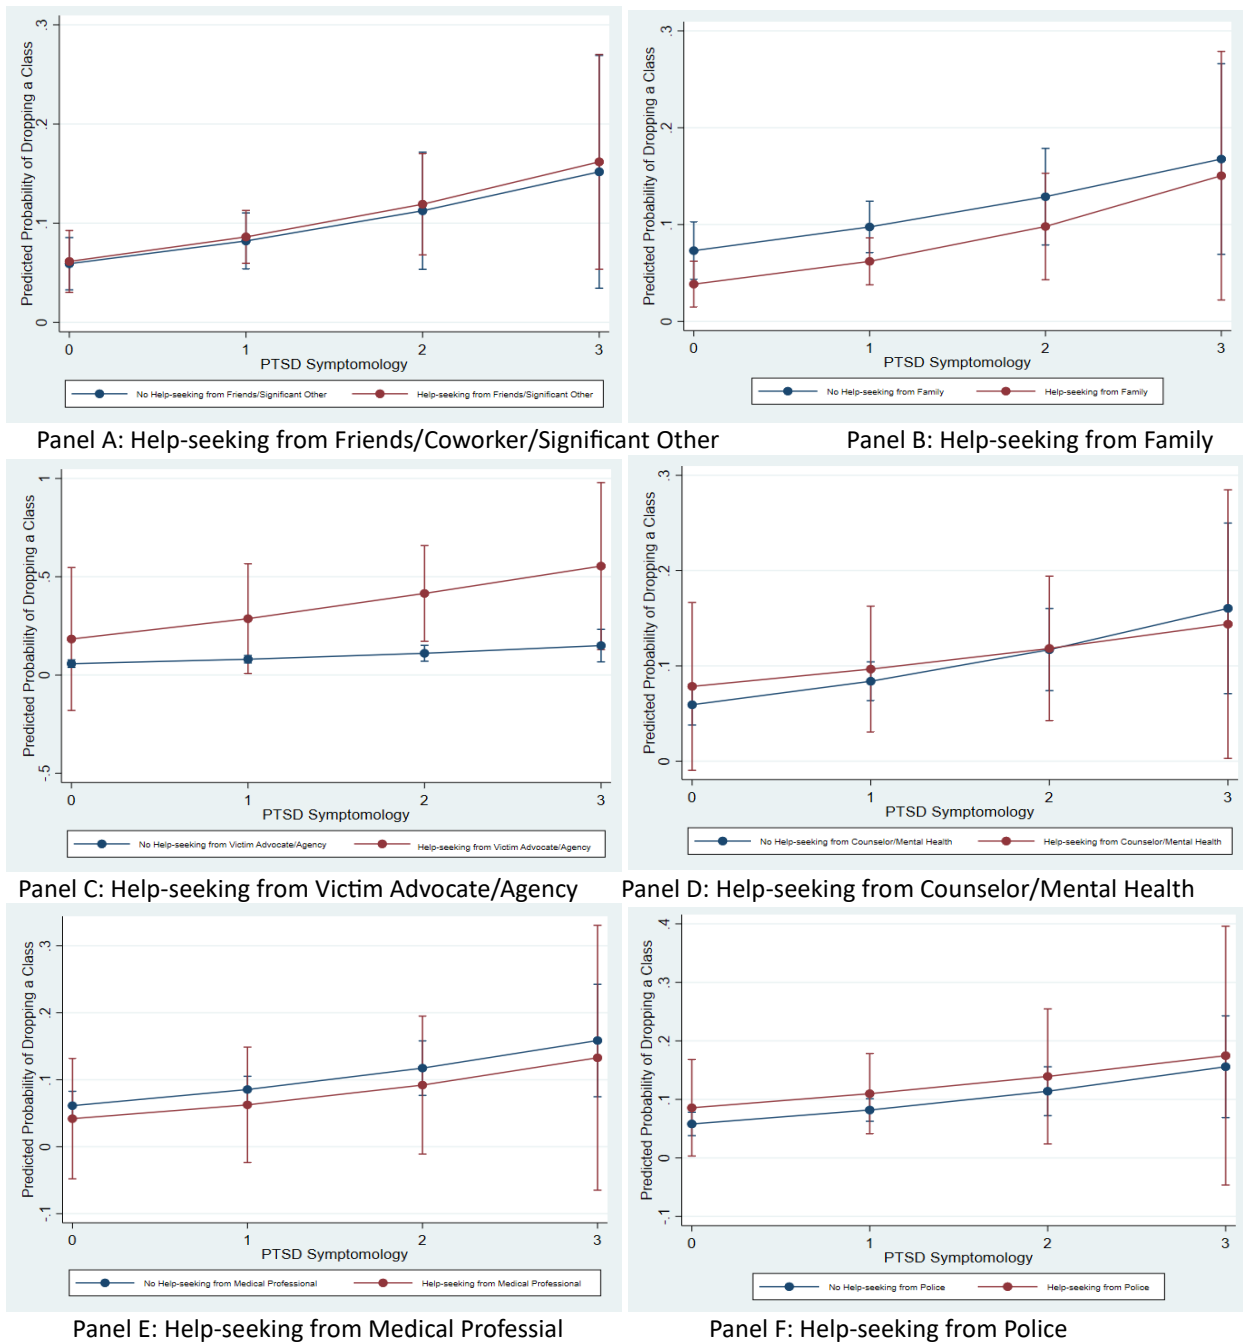 Predicted Probability of Dropping a Class
.3
.2
.1
0
0 1 2 3
PTSD Symptomology
No Help-seeking from Friends/Significant Other Help-seeking from Friends/Significant Other
Panel A: Help-seeking from Friends/Coworker/Significant Other
Predicted Probability of Dropping a Class
.3
.2
.1
0
0 1 2 3
PTSD Symptomology
No Help-seeking from Family Help-seeking from Family
Panel B: Help-seeking from Family
Predicted Probability of Dropping a Class
1
.5
0
-.5
0 1 2 3
PTSD Symptomology
No Help-seeking from Victim Advocate/Agency Help-seeking from Victim Advocate/Agency
Panel C: Help-seeking from Victim Advocate/Agency
Predicted Probability of Dropping a Class
.3
.2
.1
0
0 1 2 3
PTSD Symptomology
No Help-seeking from Counselor/Mental Health Help-seeking from Counselor/Mental Health
Panel D: Help-seeking from Counselor/Mental Health
Predicted Probability of Dropping a Class
.3
.2
.1
0
-.1
0 1 2 3
PTSD Symptomology
No Help-seeking from Medical Professional Help-seeking from Medical Professional
Panel E: Help-seeking from Medical Professial
Predicted Probability of Dropping a Class
.4
.3
.2
.1
0
-.1
0 1 2 3
PTSD Symptomology
No Help-seeking from Police Help-seeking from Police
Panel F: Help-seeking from Police